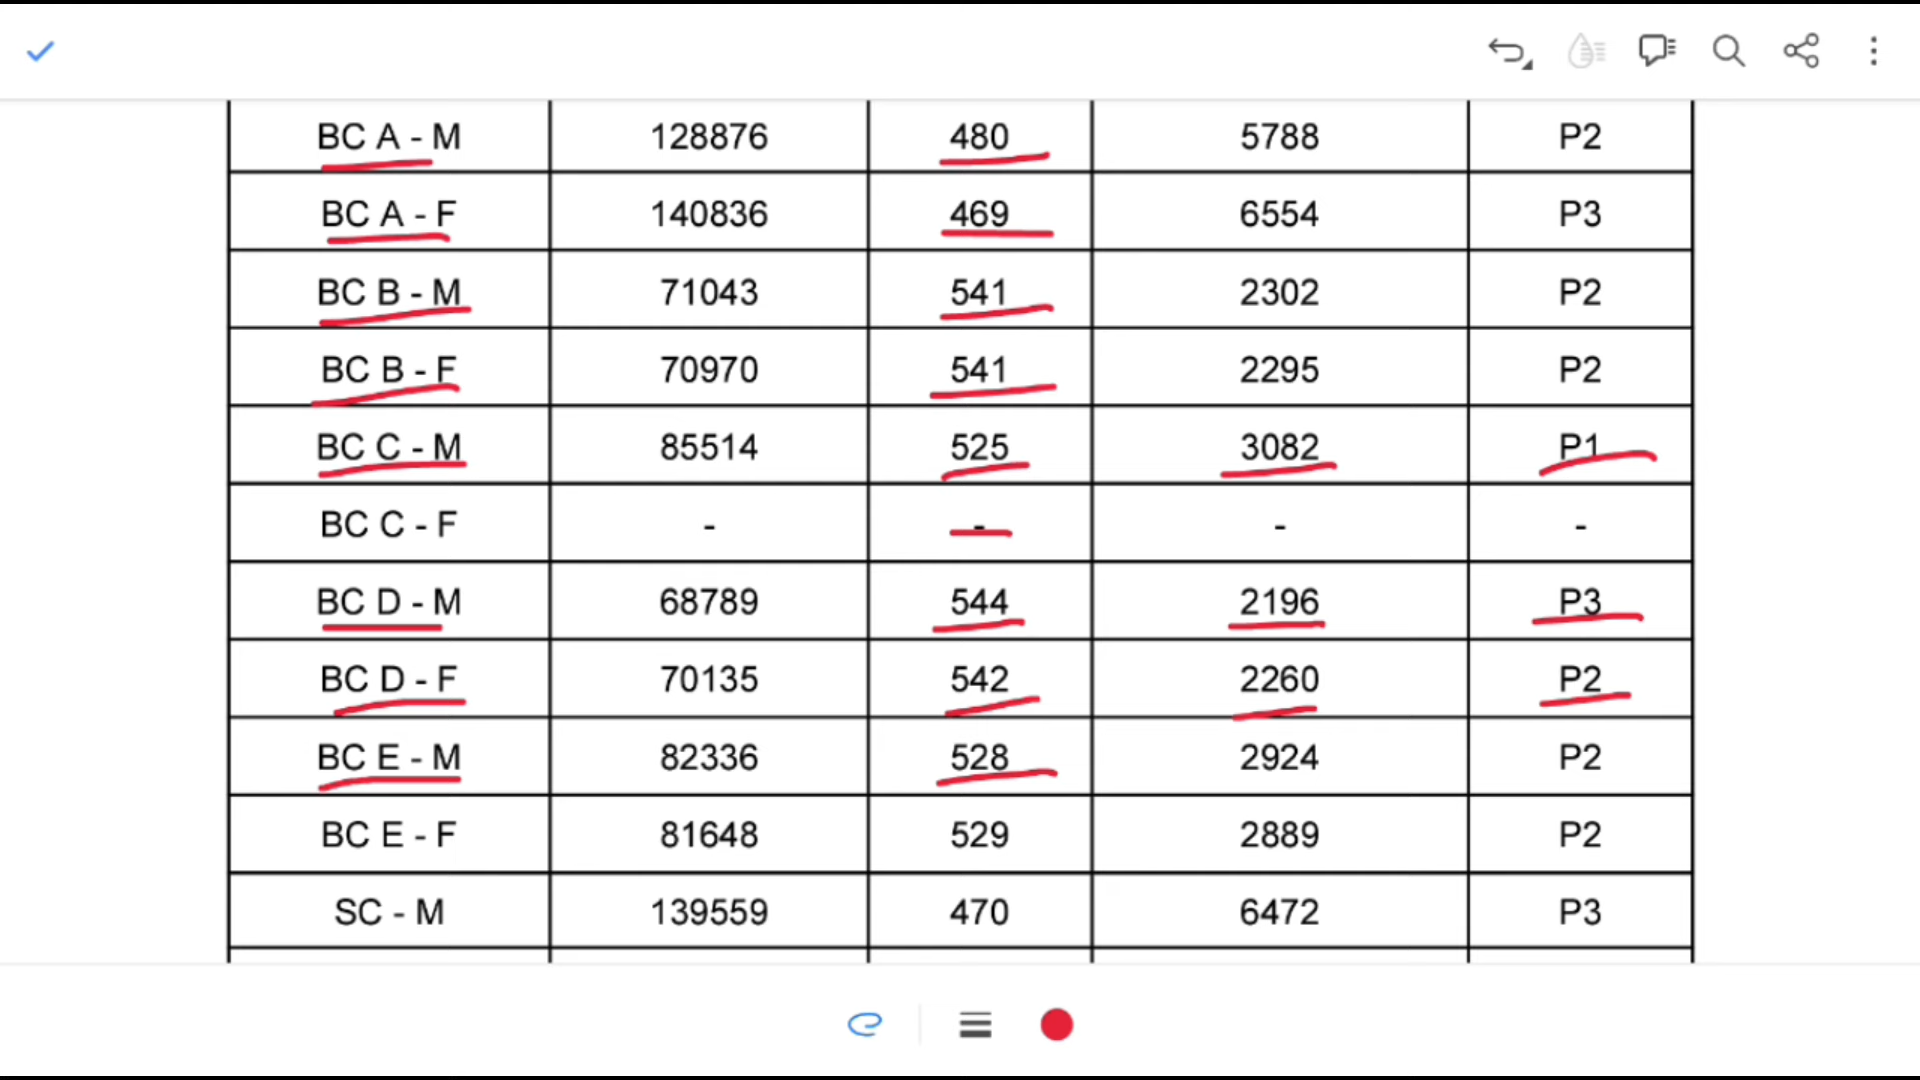 BC A - M 128876 480 5788 P2
BC A - F 140836 469 6554 P3
BC B - M 71043 541 2302 P2
BC B - F 70970 541 2295 P2
BC C - M 85514 525 3082 P1
BC C - F - - - -
BC D - M 68789 544 2196 P3
BC D - F 70135 542 2260 P2
BC E - M 82336 528 2924 P2
BC E - F 81648 529 2889 P2
SC - M 139559 470 6472 P3